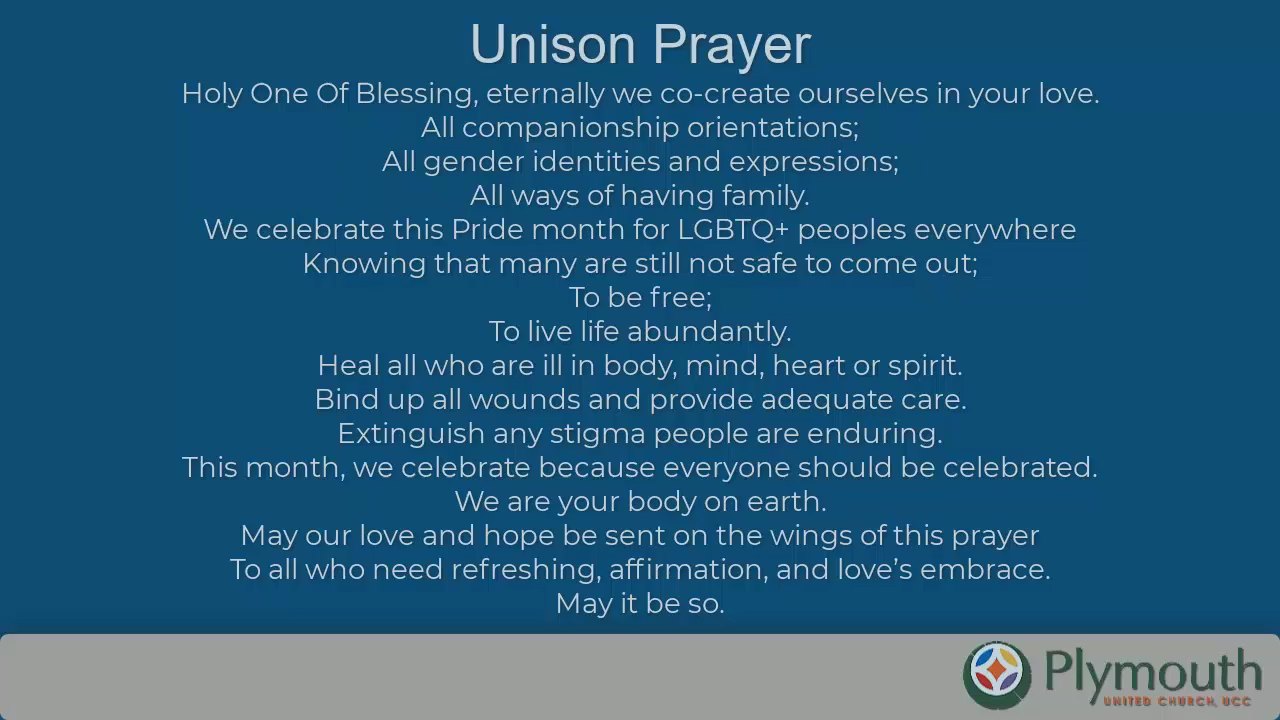 Unison Prayer
Holy One Of Blessing, eternally we co-create ourselves in your love.
All companionship orientations;
All gender identities and expressions;
All ways of having family.
We celebrate this Pride month for LGBTQ+ peoples everywhere
Knowing that many are still not safe to come out;
To be free;
To live life abundantly.
Heal all who are ill in body, mind, heart or spirit.
Bind up all wounds and provide adequate care.
Extinguish any stigma people are enduring.
This month, we celebrate because everyone should be celebrated.
We are your body on earth.
May our love and hope be sent on the wings of this prayer
To all who need refreshing, affirmation, and love’s embrace.
May it be so.
Plymouth
UNITED CHURCH, UCC